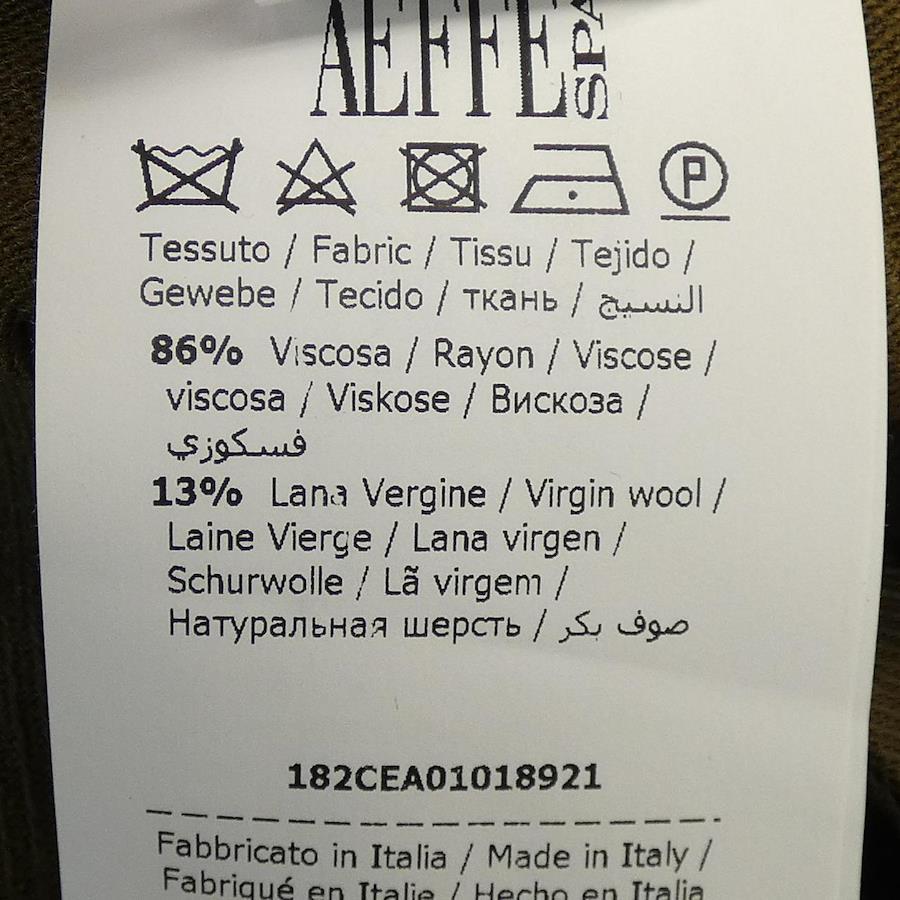 AEFFE SPA
P
Tessuto / Fabric / Tissu / Tejido /
Gewebe / Tecido / ткань / النسيج
86% Viscosa / Rayon / Viscose /
viscosa / Viskose / Вискоза /
فسكوزي
13% Lana Vergine / Virgin wool /
Laine Vierge / Lana virgen /
Schurwolle / Lã virgem /
Натуральная шерсть / صوف بكر
182CEA01018921
Fabbricato in Italia / Made in Italy /
Fabriqué en Italie / Hecho en Italia